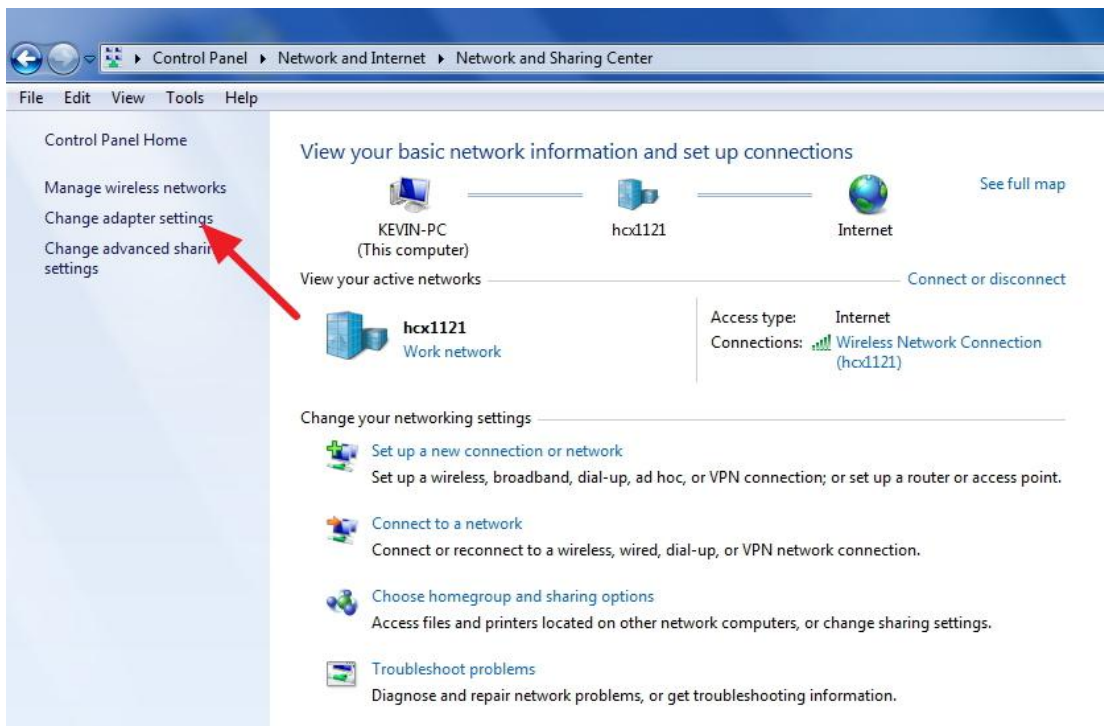 Control Panel ▸ Network and Internet ▸ Network and Sharing Center
File Edit View Tools Help
Control Panel Home
Manage wireless networks
Change adapter settings
Change advanced sharing
settings
View your basic network information and set up connections
See full map
KEVIN-PC
(This computer)
hcx1121
Internet
View your active networks
Connect or disconnect
hcx1121
Work network
Access type: Internet
Connections: Wireless Network Connection
(hcx1121)
Change your networking settings
Set up a new connection or network
Set up a wireless, broadband, dial-up, ad hoc, or VPN connection; or set up a router or access point.
Connect to a network
Connect or reconnect to a wireless, wired, dial-up, or VPN network connection.
Choose homegroup and sharing options
Access files and printers located on other network computers, or change sharing settings.
Troubleshoot problems
Diagnose and repair network problems, or get troubleshooting information.